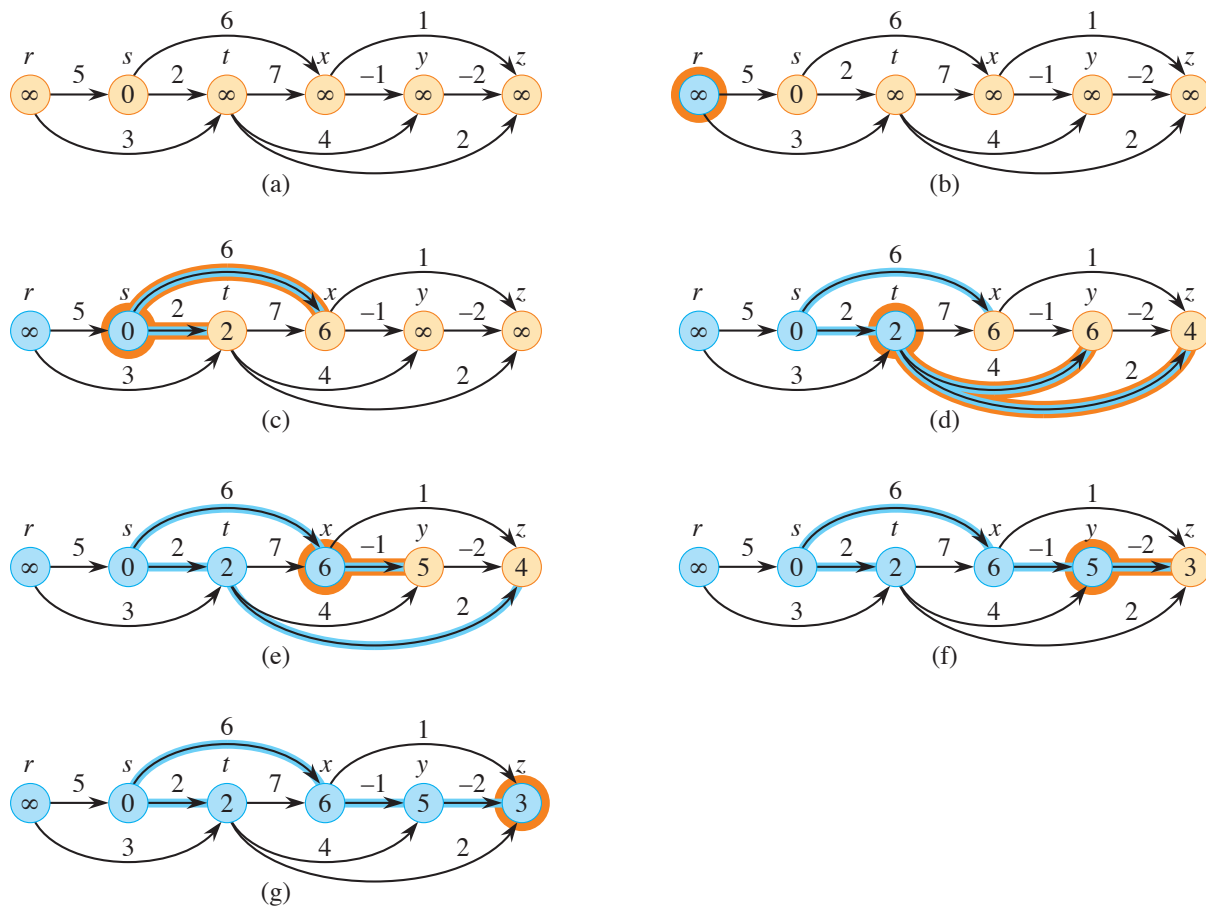 6 1
r s t x y z
5 2 7 –1 –2
∞ 0 ∞ ∞ ∞ ∞
3 4 2
(a)
6 1
r s t x y z
5 2 7 –1 –2
∞ 0 ∞ ∞ ∞ ∞
3 4 2
(b)
6 1
r s t x y z
5 2 7 –1 –2
∞ 0 2 6 ∞ ∞
3 4 2
(c)
6 1
r s t x y z
5 2 7 –1 –2
∞ 0 2 6 6 4
3 4 2
(d)
6 1
r s t x y z
5 2 7 –1 –2
∞ 0 2 6 5 4
3 4 2
(e)
6 1
r s t x y z
5 2 7 –1 –2
∞ 0 2 6 5 3
3 4 2
(f)
6 1
r s t x y z
5 2 7 –1 –2
∞ 0 2 6 5 3
3 4 2
(g)